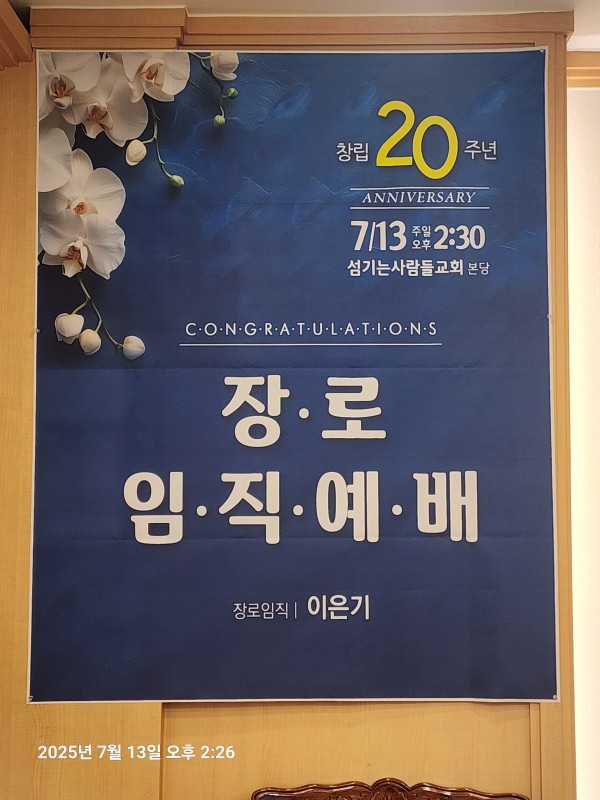 창립 20 주년
ANNIVERSARY
7/13 주일 오후 2:30
섬기는사람들교회 본당
C·O·N·G·R·A·T·U·L·A·T·I·O·N·S
장·로
임·직·예·배
장로임직 | 이은기
2025년 7월 13일 오후 2:26